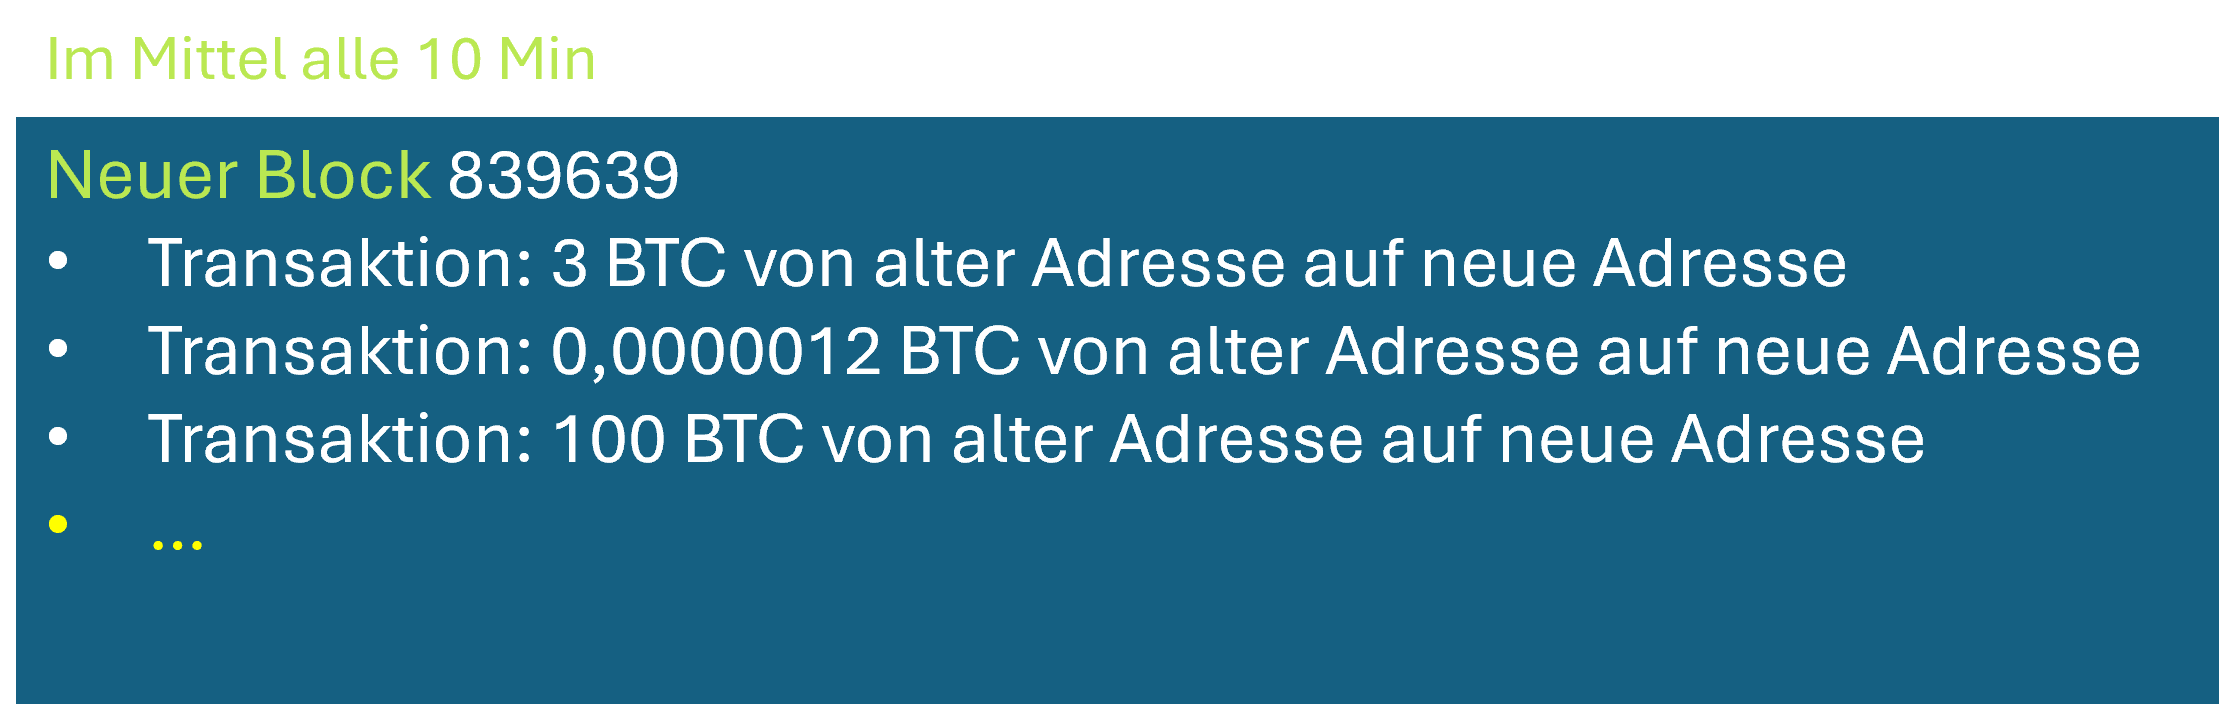 Im Mittel alle 10 Min
Neuer Block 839639
• Transaktion: 3 BTC von alter Adresse auf neue Adresse
• Transaktion: 0,0000012 BTC von alter Adresse auf neue Adresse
• Transaktion: 100 BTC von alter Adresse auf neue Adresse
• ...